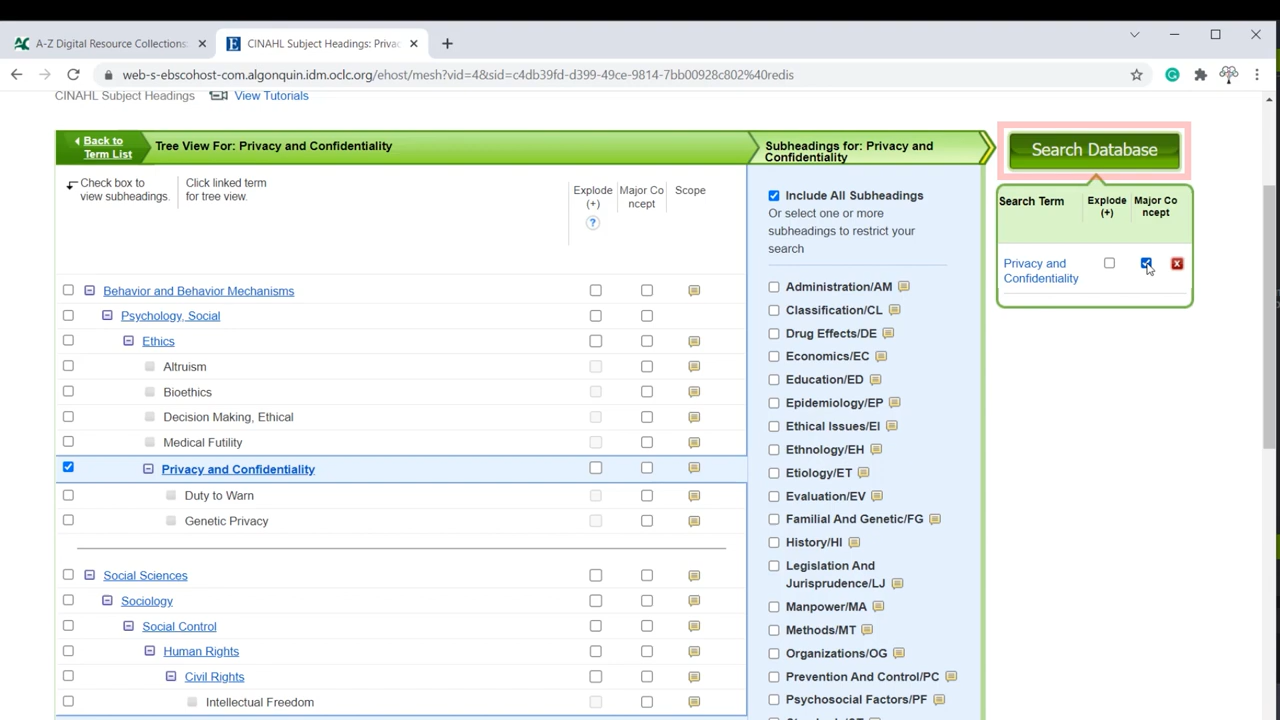 A-Z Digital Resource Collections:
CINAHL Subject Headings: Priva
web-s-ebscohost-com.algonquin.idm.oclc.org/ehost/mesh?vid=4&sid=c4db39fd-d399-49ce-9814-7bb00928c802%40redis
CINAHL Subject Headings View Tutorials
Back to
Term List
Tree View For: Privacy and Confidentiality
Subheadings for: Privacy and
Confidentiality
Search Database
Check box to
view subheadings.
Click linked term
for tree view.
Explode
(+)
?
Major Co
ncept
Scope
Behavior and Behavior Mechanisms
Psychology, Social
Ethics
Altruism
Bioethics
Decision Making, Ethical
Medical Futility
Privacy and Confidentiality
Duty to Warn
Genetic Privacy
Social Sciences
Sociology
Social Control
Human Rights
Civil Rights
Intellectual Freedom
Include All Subheadings
Or select one or more
subheadings to restrict your
search
Administration/AM
Classification/CL
Drug Effects/DE
Economics/EC
Education/ED
Epidemiology/EP
Ethical Issues/EI
Ethnology/EH
Etiology/ET
Evaluation/EV
Familial And Genetic/FG
History/HI
Legislation And
Jurisprudence/LJ
Manpower/MA
Methods/MT
Organizations/OG
Prevention And Control/PC
Psychosocial Factors/PF
Search Term
Explode
(+)
Major Co
ncept
Privacy and
Confidentiality
x